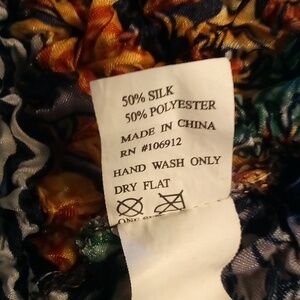 50% SILK
50% POLYESTER
MADE IN CHINA
RN #106912
HAND WASH ONLY
DRY FLAT